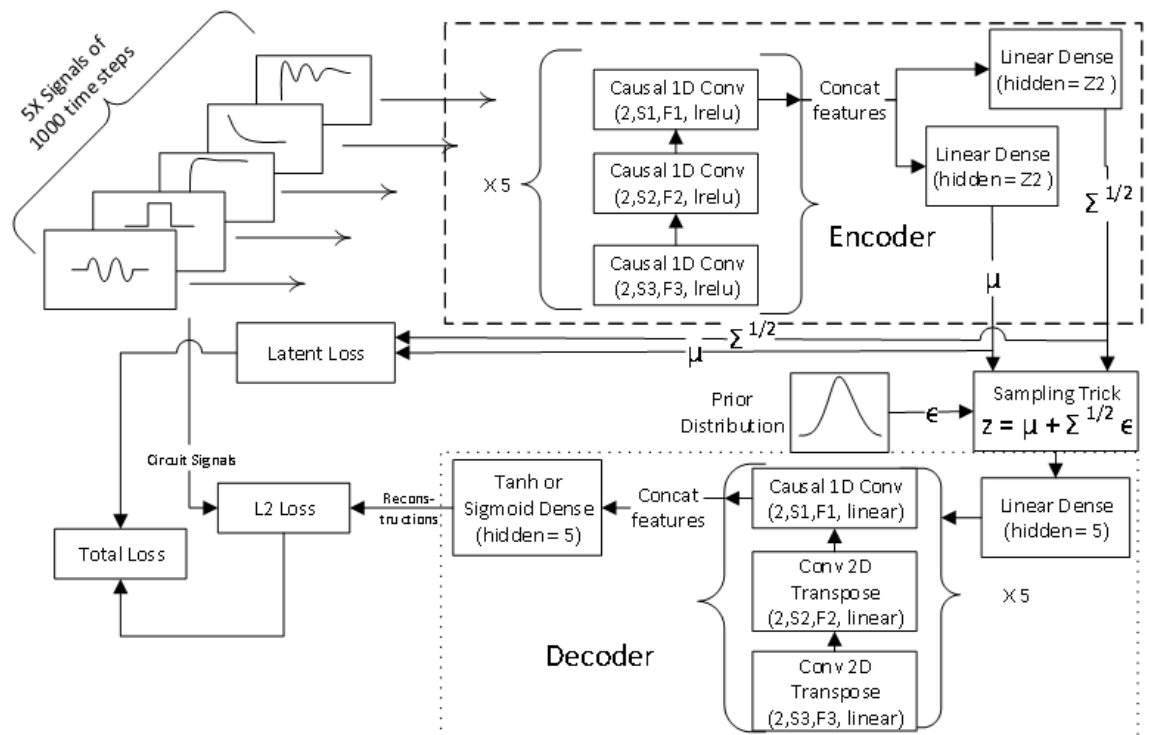 5X Signals of
1000 time steps
X 5
Causal 1D Conv
(2,S1,F1, lrelu)
Causal 1D Conv
(2,S2,F2, lrelu)
Causal 1D Conv
(2,S3,F3, lrelu)
Concat
features
Linear Dense
(hidden= Z2 )
Linear Dense
(hidden= Z2 )
Encoder
Σ 1/2
μ
Σ 1/2
μ
Latent Loss
Prior
Distribution
ϵ
Sampling Trick
z = μ + Σ 1/2 ϵ
Circuit Signals
L2 Loss
Total Loss
Recons-
tructions
Tanh or
Sigmoid Dense
(hidden= 5)
Concat
features
Causal 1D Conv
(2,S1,F1, linear)
Conv 2D
Transpose
(2,S2,F2, linear)
Conv 2D
Transpose
(2,S3,F3, linear)
Linear Dense
(hidden= 5)
X 5
Decoder